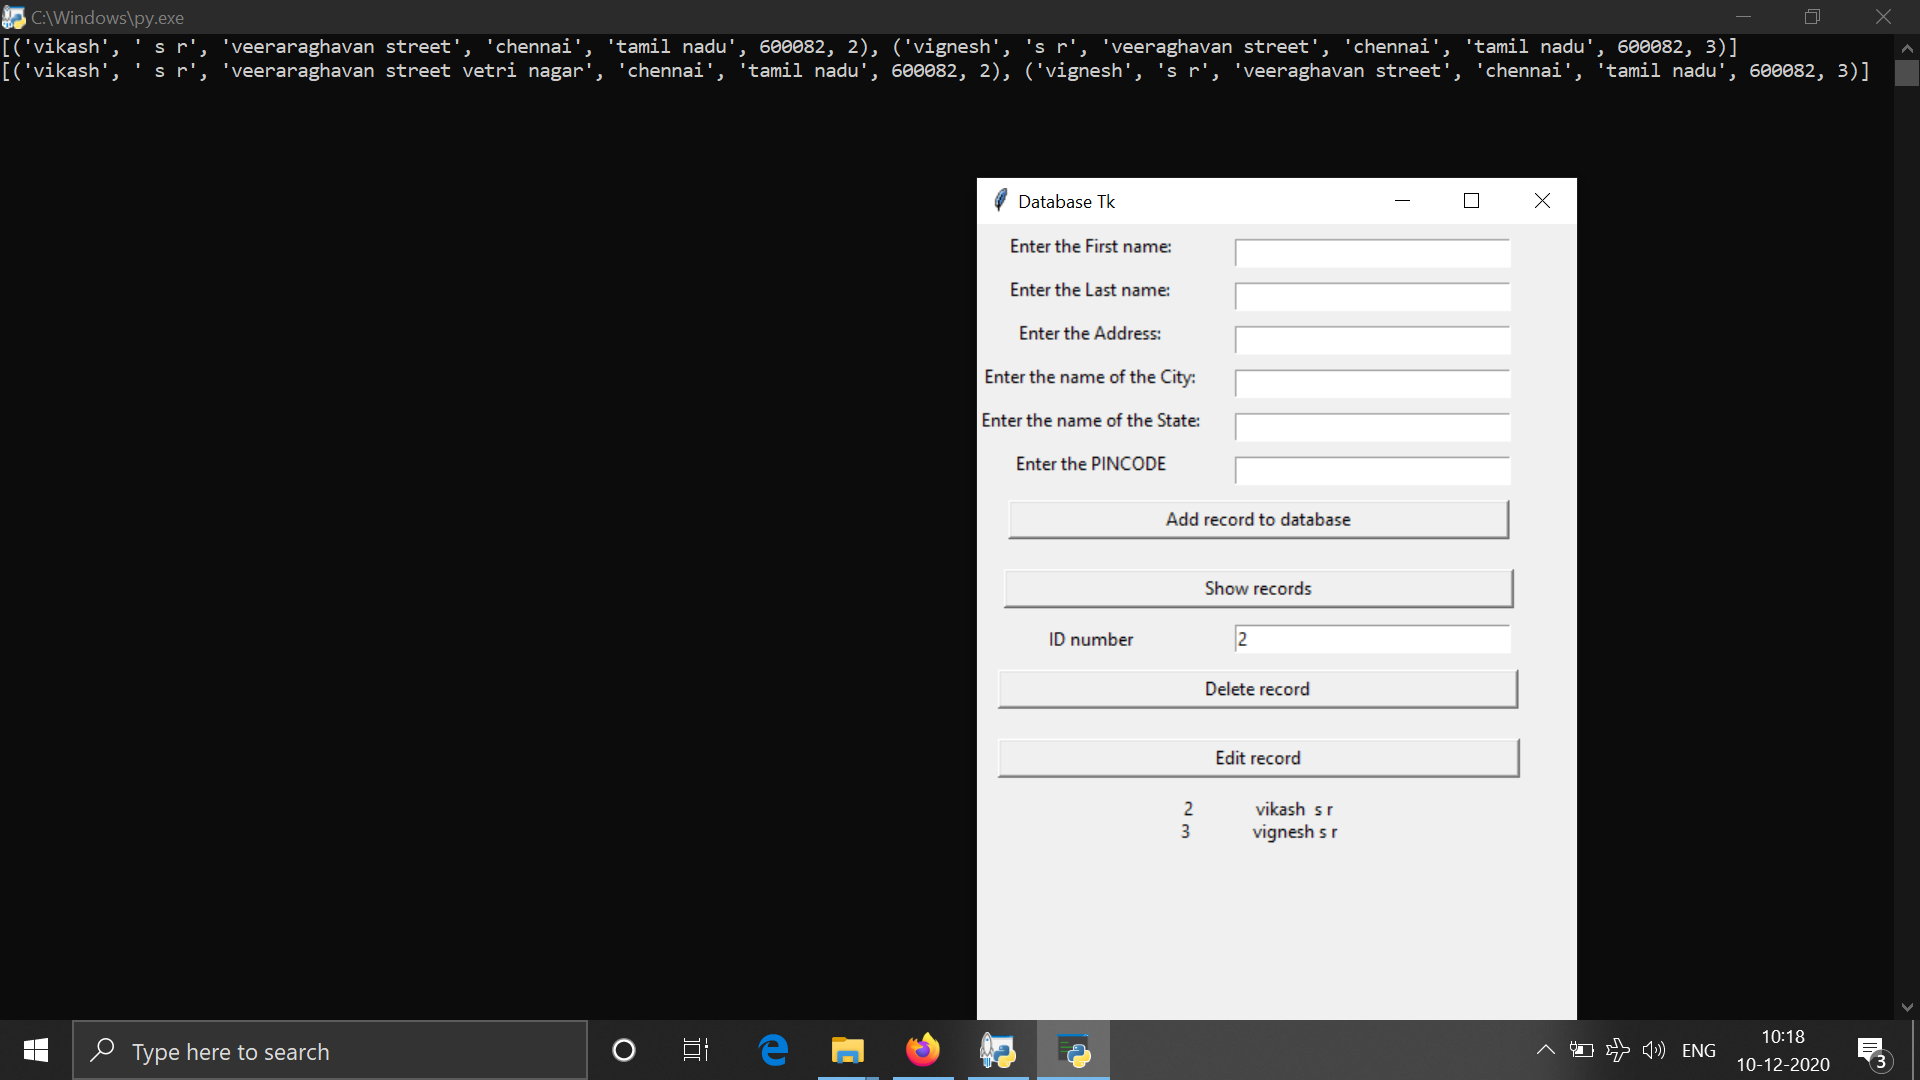 C:\Windows\py.exe
[('vikash', ' s r', 'veeraraghavan street', 'chennai', 'tamil nadu', 600082, 2), ('vignesh', 's r', 'veeraghavan street', 'chennai', 'tamil nadu', 600082, 3)]
[('vikash', ' s r', 'veeraraghavan street vetri nagar', 'chennai', 'tamil nadu', 600082, 2), ('vignesh', 's r', 'veeraghavan street', 'chennai', 'tamil nadu', 600082, 3)]
Database Tk
Enter the First name:
Enter the Last name:
Enter the Address:
Enter the name of the City:
Enter the name of the State:
Enter the PINCODE
Add record to database
Show records
ID number 2
Delete record
Edit record
2 vikash  s r
3 vignesh s r
Type here to search
ENG
10:18
10-12-2020
3